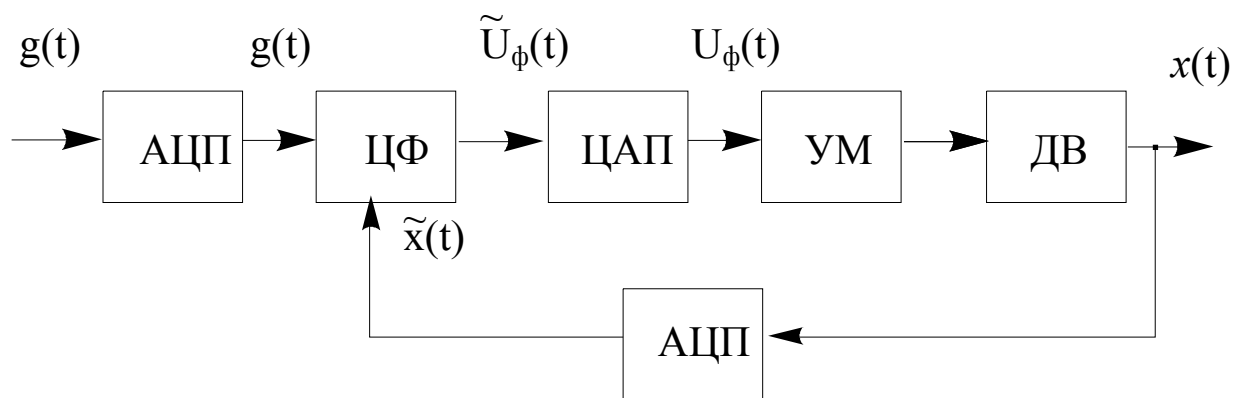 g(t) g(t) Ũф(t) Uф(t) x(t)
АЦП ЦФ ЦАП УМ ДВ
x̃(t)
АЦП